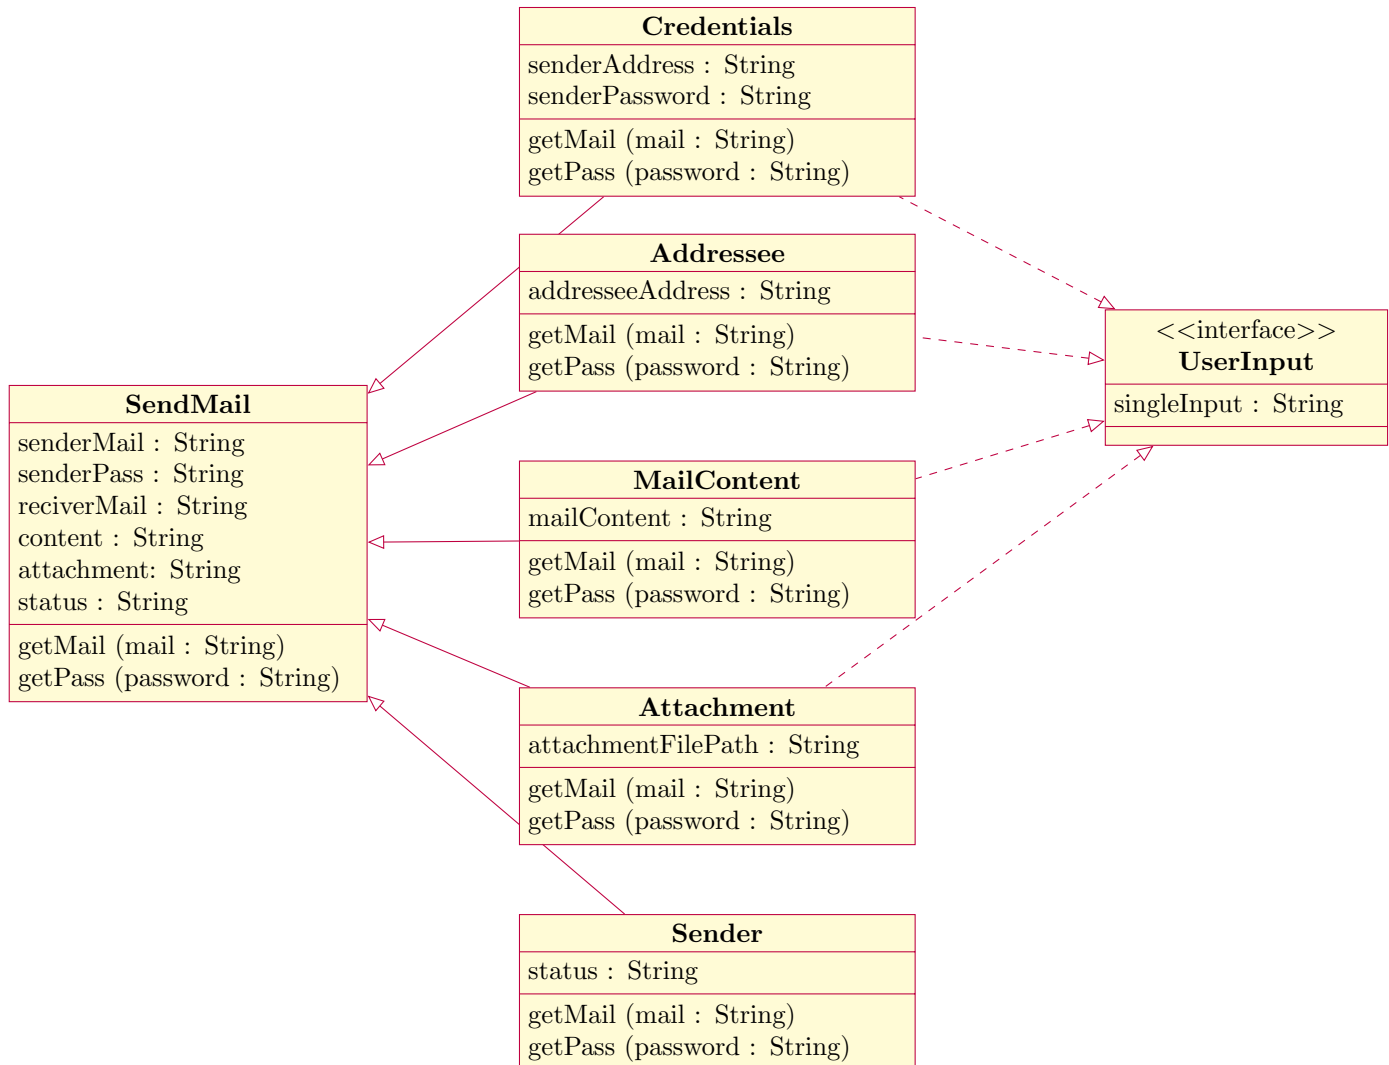 Credentials
senderAddress : String
senderPassword : String
getMail (mail : String)
getPass (password : String)
Addressee
addresseeAddress : String
getMail (mail : String)
getPass (password : String)
<<interface>>
UserInput
singleInput : String
SendMail
senderMail : String
senderPass : String
reciverMail : String
content : String
attachment: String
status : String
getMail (mail : String)
getPass (password : String)
MailContent
mailContent : String
getMail (mail : String)
getPass (password : String)
Attachment
attachmentFilePath : String
getMail (mail : String)
getPass (password : String)
Sender
status : String
getMail (mail : String)
getPass (password : String)